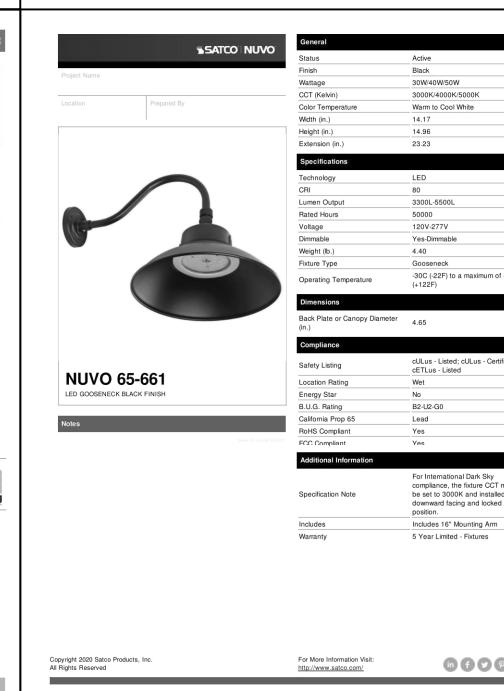 SATCO NUVO
Project Name
Location Prepared By
NUVO 65-661
LED GOOSENECK BLACK FINISH
Notes
General
Status Active
Finish Black
Wattage 30W/40W/50W
CCT (Kelvin) 3000K/4000K/5000K
Color Temperature Warm to Cool White
Width (in.) 14.17
Height (in.) 14.96
Extension (in.) 23.23
Specifications
Technology LED
CRI 80
Lumen Output 3300L-5500L
Rated Hours 50000
Voltage 120V-277V
Dimmable Yes-Dimmable
Weight (lb.) 4.40
Fixture Type Gooseneck
Operating Temperature -30C (-22F) to a maximum of
(+122F)
Dimensions
Back Plate or Canopy Diameter
(in.) 4.65
Compliance
Safety Listing cULus - Listed; cULus - Certif
cETLus - Listed
Location Rating Wet
Energy Star No
B.U.G. Rating B2-U2-G0
California Prop 65 Lead
RoHS Compliant Yes
FCC Compliant Yes
Additional Information
Specification Note For International Dark Sky
compliance, the fixture CCT
be set to 3000K and installed
downward facing and locked
position.
Includes Includes 16" Mounting Arm
Warranty 5 Year Limited - Fixtures
Copyright 2020 Satco Products, Inc.
All Rights Reserved
For More Information Visit:
http://www.satco.com/